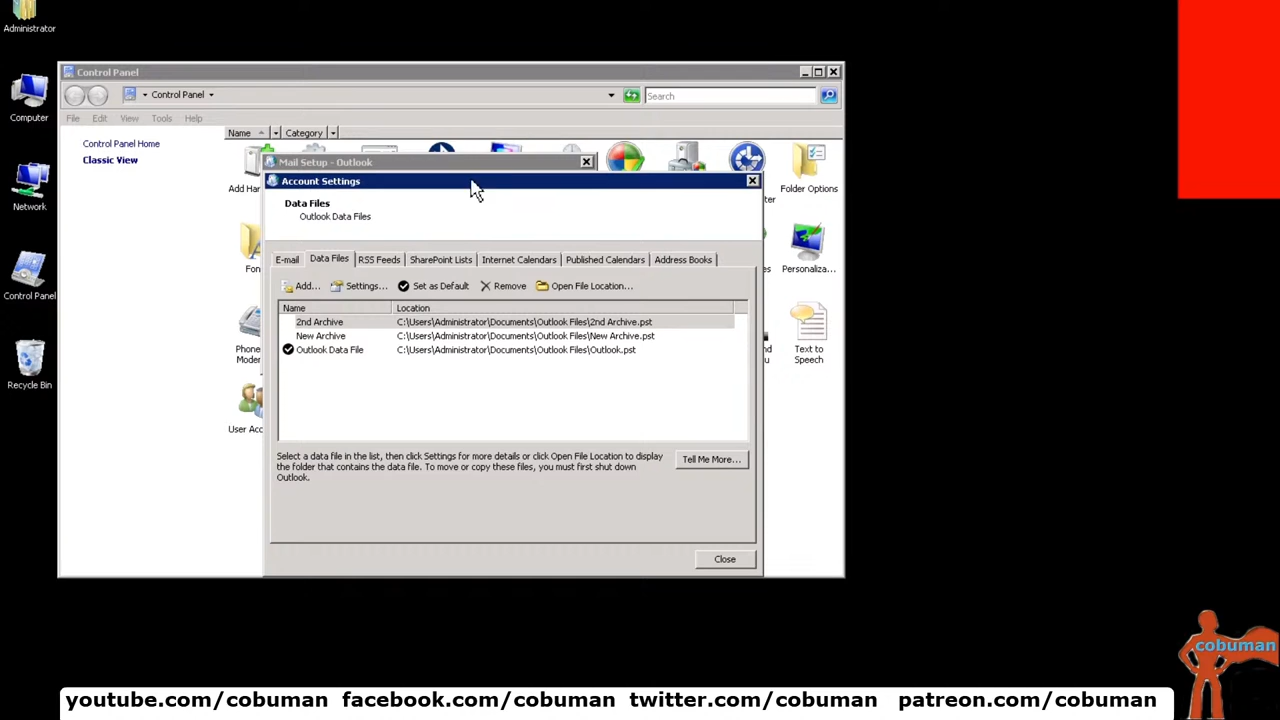 Administrator
Computer
Network
Control Panel
Recycle Bin
Control Panel
Control Panel
Search
File Edit View Tools Help
Control Panel Home
Classic View
Name Category
Add Har
Folder Options
Personaliza...
Text to
Speech
User Acc
Mail Setup - Outlook
Account Settings
Data Files
Outlook Data Files
E-mail Data Files RSS Feeds SharePoint Lists Internet Calendars Published Calendars Address Books
Add... Settings... Set as Default Remove Open File Location...
Name Location
2nd Archive C:\Users\Administrator\Documents\Outlook Files\2nd Archive.pst
New Archive C:\Users\Administrator\Documents\Outlook Files\New Archive.pst
Outlook Data File C:\Users\Administrator\Documents\Outlook Files\Outlook.pst
Select a data file in the list, then click Settings for more details or click Open File Location to display
the folder that contains the data file. To move or copy these files, you must first shut down
Outlook.
Tell Me More...
Close
cobuman
youtube.com/cobuman facebook.com/cobuman twitter.com/cobuman patreon.com/cobuman